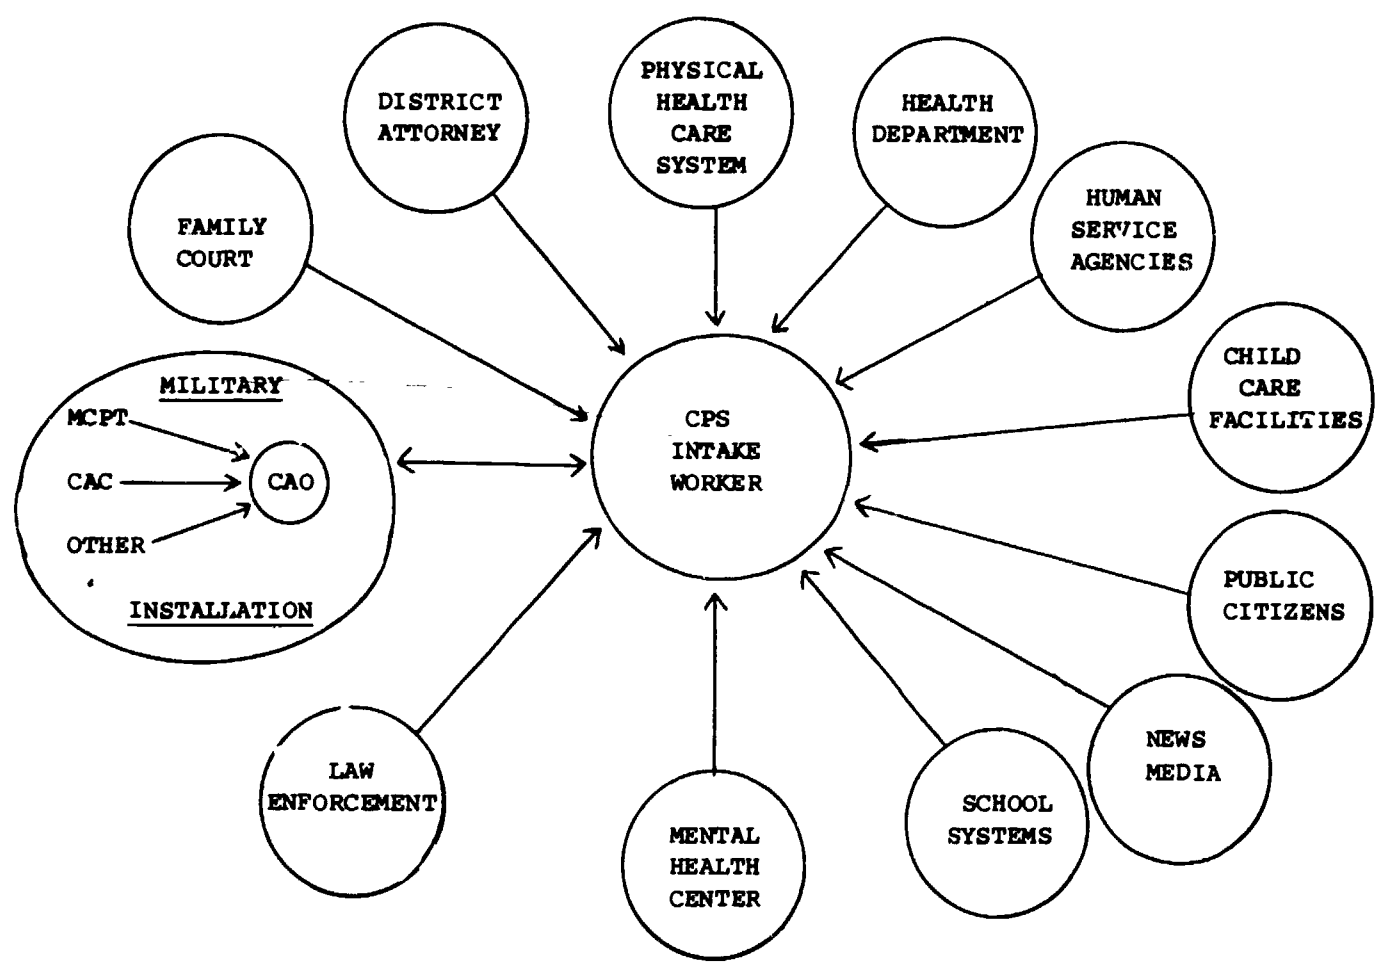 PHYSICAL
HEALTH
CARE
SYSTEM
DISTRICT
ATTORNEY
HEALTH
DEPARTMENT
HUMAN
SERVICE
AGENCIES
FAMILY
COURT
CHILD
CARE
FACILITIES
MILITARY
MCPT
CAC
CAO
OTHER
INSTALLATION
CPS
INTAKE
WORKER
PUBLIC
CITIZENS
NEWS
MEDIA
LAW
ENFORCEMENT
SCHOOL
SYSTEMS
MENTAL
HEALTH
CENTER